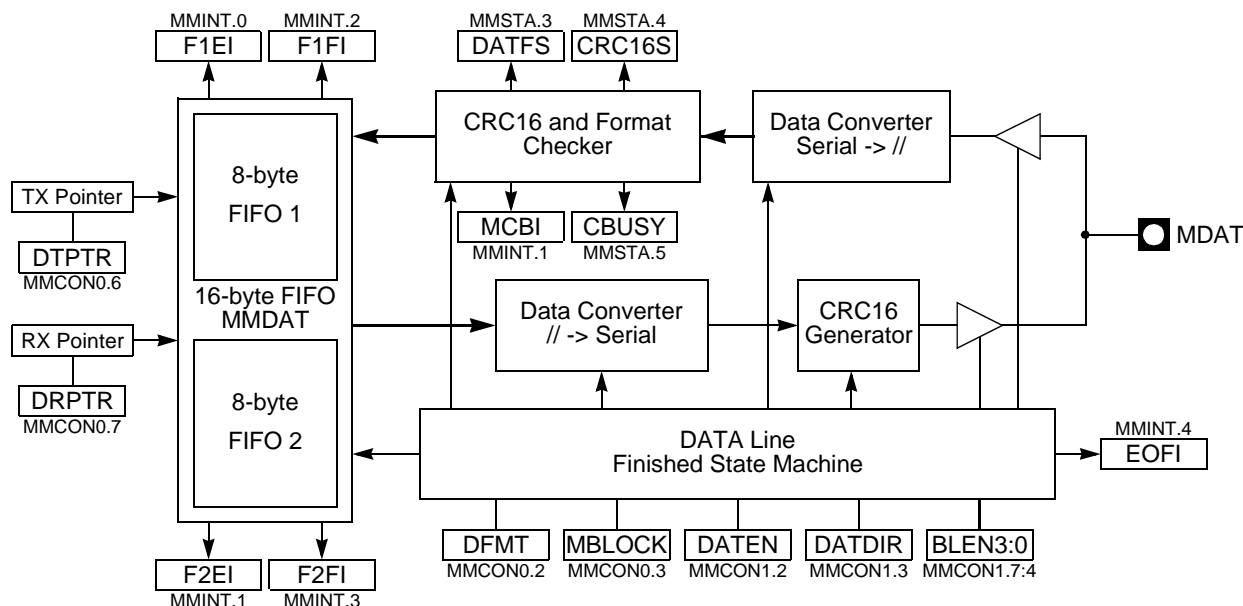 MMINT.0
F1EI
MMINT.2
F1FI
MMSTA.3
DATFS
MMSTA.4
CRC16S
8-byte
FIFO 1
CRC16 and Format
Checker
Data Converter
Serial -> //
TX Pointer
DTPTR
MMCON0.6
MCBI
MMINT.1
CBUSY
MMSTA.5
MDAT
16-byte FIFO
MMDAT
Data Converter
// -> Serial
CRC16
Generator
RX Pointer
DRPTR
MMCON0.7
8-byte
FIFO 2
DATA Line
Finished State Machine
MMINT.4
EOFI
F2EI
MMINT.1
F2FI
MMINT.3
DFMT
MMCON0.2
MBLOCK
MMCON0.3
DATEN
MMCON1.2
DATDIR
MMCON1.3
BLEN3:0
MMCON1.7:4